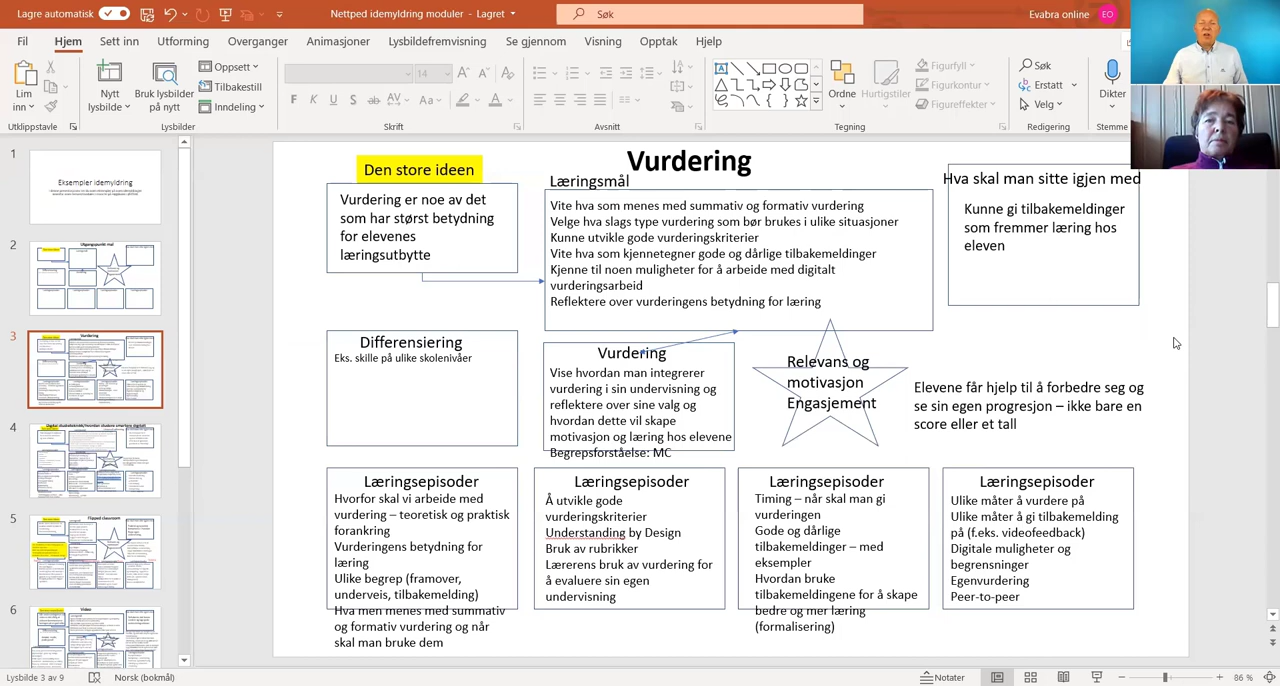 Lagre automatisk
Nettped idemyldring moduler - Lagret
Søk
Evabra online
EO
Fil
Hjem
Sett inn
Utforming
Overganger
Animasjoner
Lysbildefremvisning
Se gjennom
Visning
Opptak
Hjelp
Lim
inn
Nytt
lysbilde
Bruk lysbilder
på nytt
Oppsett
Tilbakestill
Inndeling
14
F K U S ab AV Aa A
Ordne
Hurtigstiler
Figurfyll
Figurkontur
Figureffekter
Søk
Erstatt
Velg
Dikter
Utklippstavle
Lysbilder
Skrift
Avsnitt
Tegning
Redigering
Stemme
1
Eksempler idemyldring
2
3
4
5
6
Vurdering
Den store ideen
Vurdering er noe av det
som har størst betydning
for elevenes
læringsutbytte
Læringsmål
Vite hva som menes med summativ og formativ vurdering
Velge hva slags type vurdering som bør brukes i ulike situasjoner
Kunne utvikle gode vurderingskriterier
Vite hva som kjennetegner gode og dårlige tilbakemeldinger
Kjenne til noen muligheter for å arbeide med digitalt
vurderingsarbeid
Reflektere over vurderingens betydning for læring
Hva skal man sitte igjen med
Kunne gi tilbakemeldinger
som fremmer læring hos
eleven
Differensiering
Eks. skille på ulike skolenivåer
Vurdering
Vise hvordan man integrerer
vurdering i sin undervisning og
reflektere over sine valg og
hvordan dette vil skape
motivasjon og læring hos elevene
Begrepsforståelse: MC
Relevans og
motivasjon
Engasjement
Elevene får hjelp til å forbedre seg og
se sin egen progresjon – ikke bare en
score eller et tall
Læringsepisoder
Hvorfor skal vi arbeide med
vurdering – teoretisk og praktisk
forankring
Vurderingens betydning for
læring
Ulike begrep (framover,
underveis, tilbakemelding)
Hva men menes med summativ
og formativ vurdering og når
skal man bruke dem
Læringsepisoder
Å utvikle gode
vurderingskriterier
Understanding by Design
Bruk av rubrikker
Lærerens bruk av vurdering for
å evaluere sin egen
undervisning
Læringsepisoder
Timing – når skal man gi
vurderingen
Gode og dårlige
tilbakemeldinger – med
eksempler
Hvordan bruke
tilbakemeldingene for å skape
bedre og mer læring
(formalisering)
Læringsepisoder
Ulike måter å vurdere på
Ulike måter å gi tilbakemelding
på (f.eks. videofeedback)
Digitale muligheter og
begrensninger
Egenvurdering
Peer-to-peer
Lysbilde 3 av 9
Norsk (bokmål)
Notater
86 %